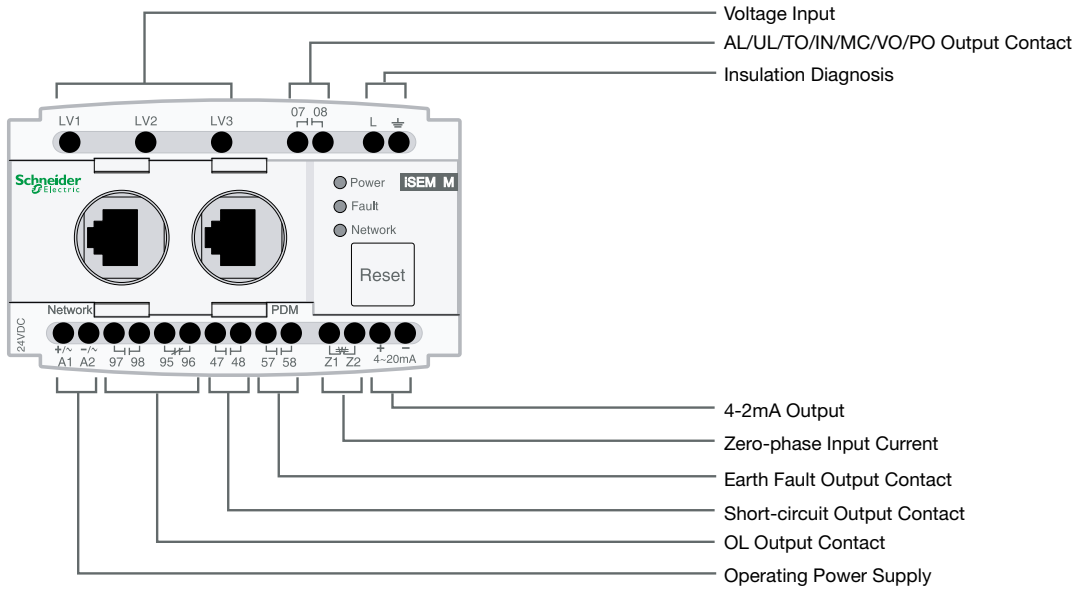 Voltage Input
AL/UL/TO/IN/MC/VO/PO Output Contact
Insulation Diagnosis
07 08
LV1 LV2 LV3 L
Schneider
Electric
Power ISEM M
Fault
Network
Reset
Network PDM
24VDC
+/~ -/~ + -
A1 A2 97 98 95 96 47 48 57 58 Z1 Z2 4~20mA
4-2mA Output
Zero-phase Input Current
Earth Fault Output Contact
Short-circuit Output Contact
OL Output Contact
Operating Power Supply